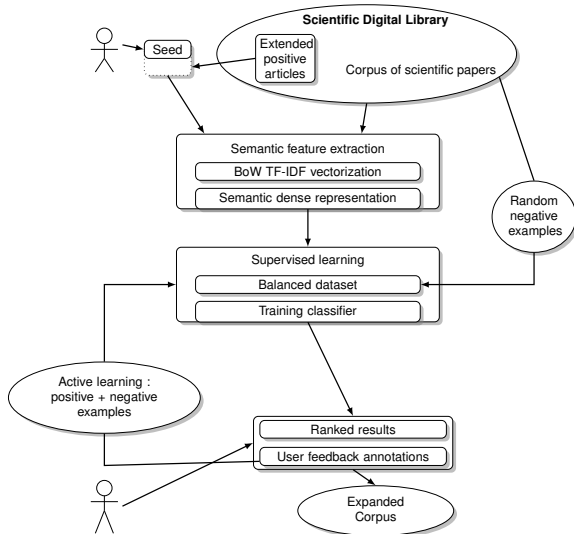 Scientific Digital Library
Seed
Extended
positive
articles
Corpus of scientific papers
Semantic feature extraction
BoW TF-IDF vectorization
Semantic dense representation
Random
negative
examples
Supervised learning
Balanced dataset
Training classifier
Active learning :
positive + negative
examples
Ranked results
User feedback annotations
Expanded
Corpus